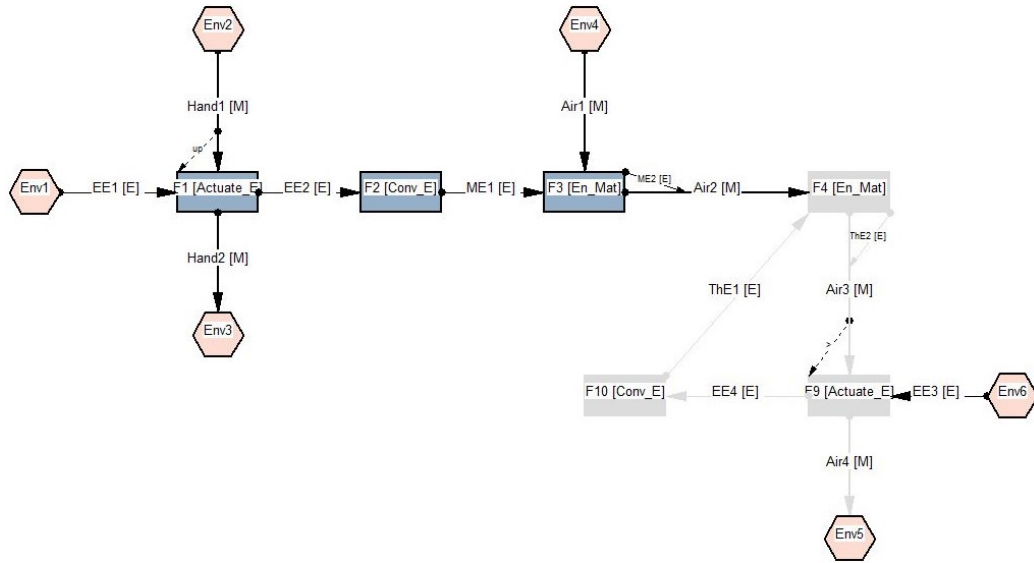 Env2
Env4
Hand1 [M]
Air1 [M]
up
Env1
EE1 [E]
F1 [Actuate_E]
EE2 [E]
F2 [Conv_E]
ME1 [E]
F3 [En_Mat]
ME2 [E]
Air2 [M]
F4 [En_Mat]
ThE2 [E]
Hand2 [M]
ThE1 [E]
Air3 [M]
Env3
F10 [Conv_E]
EE4 [E]
F9 [Actuate_E]
EE3 [E]
Env6
Air4 [M]
Env5